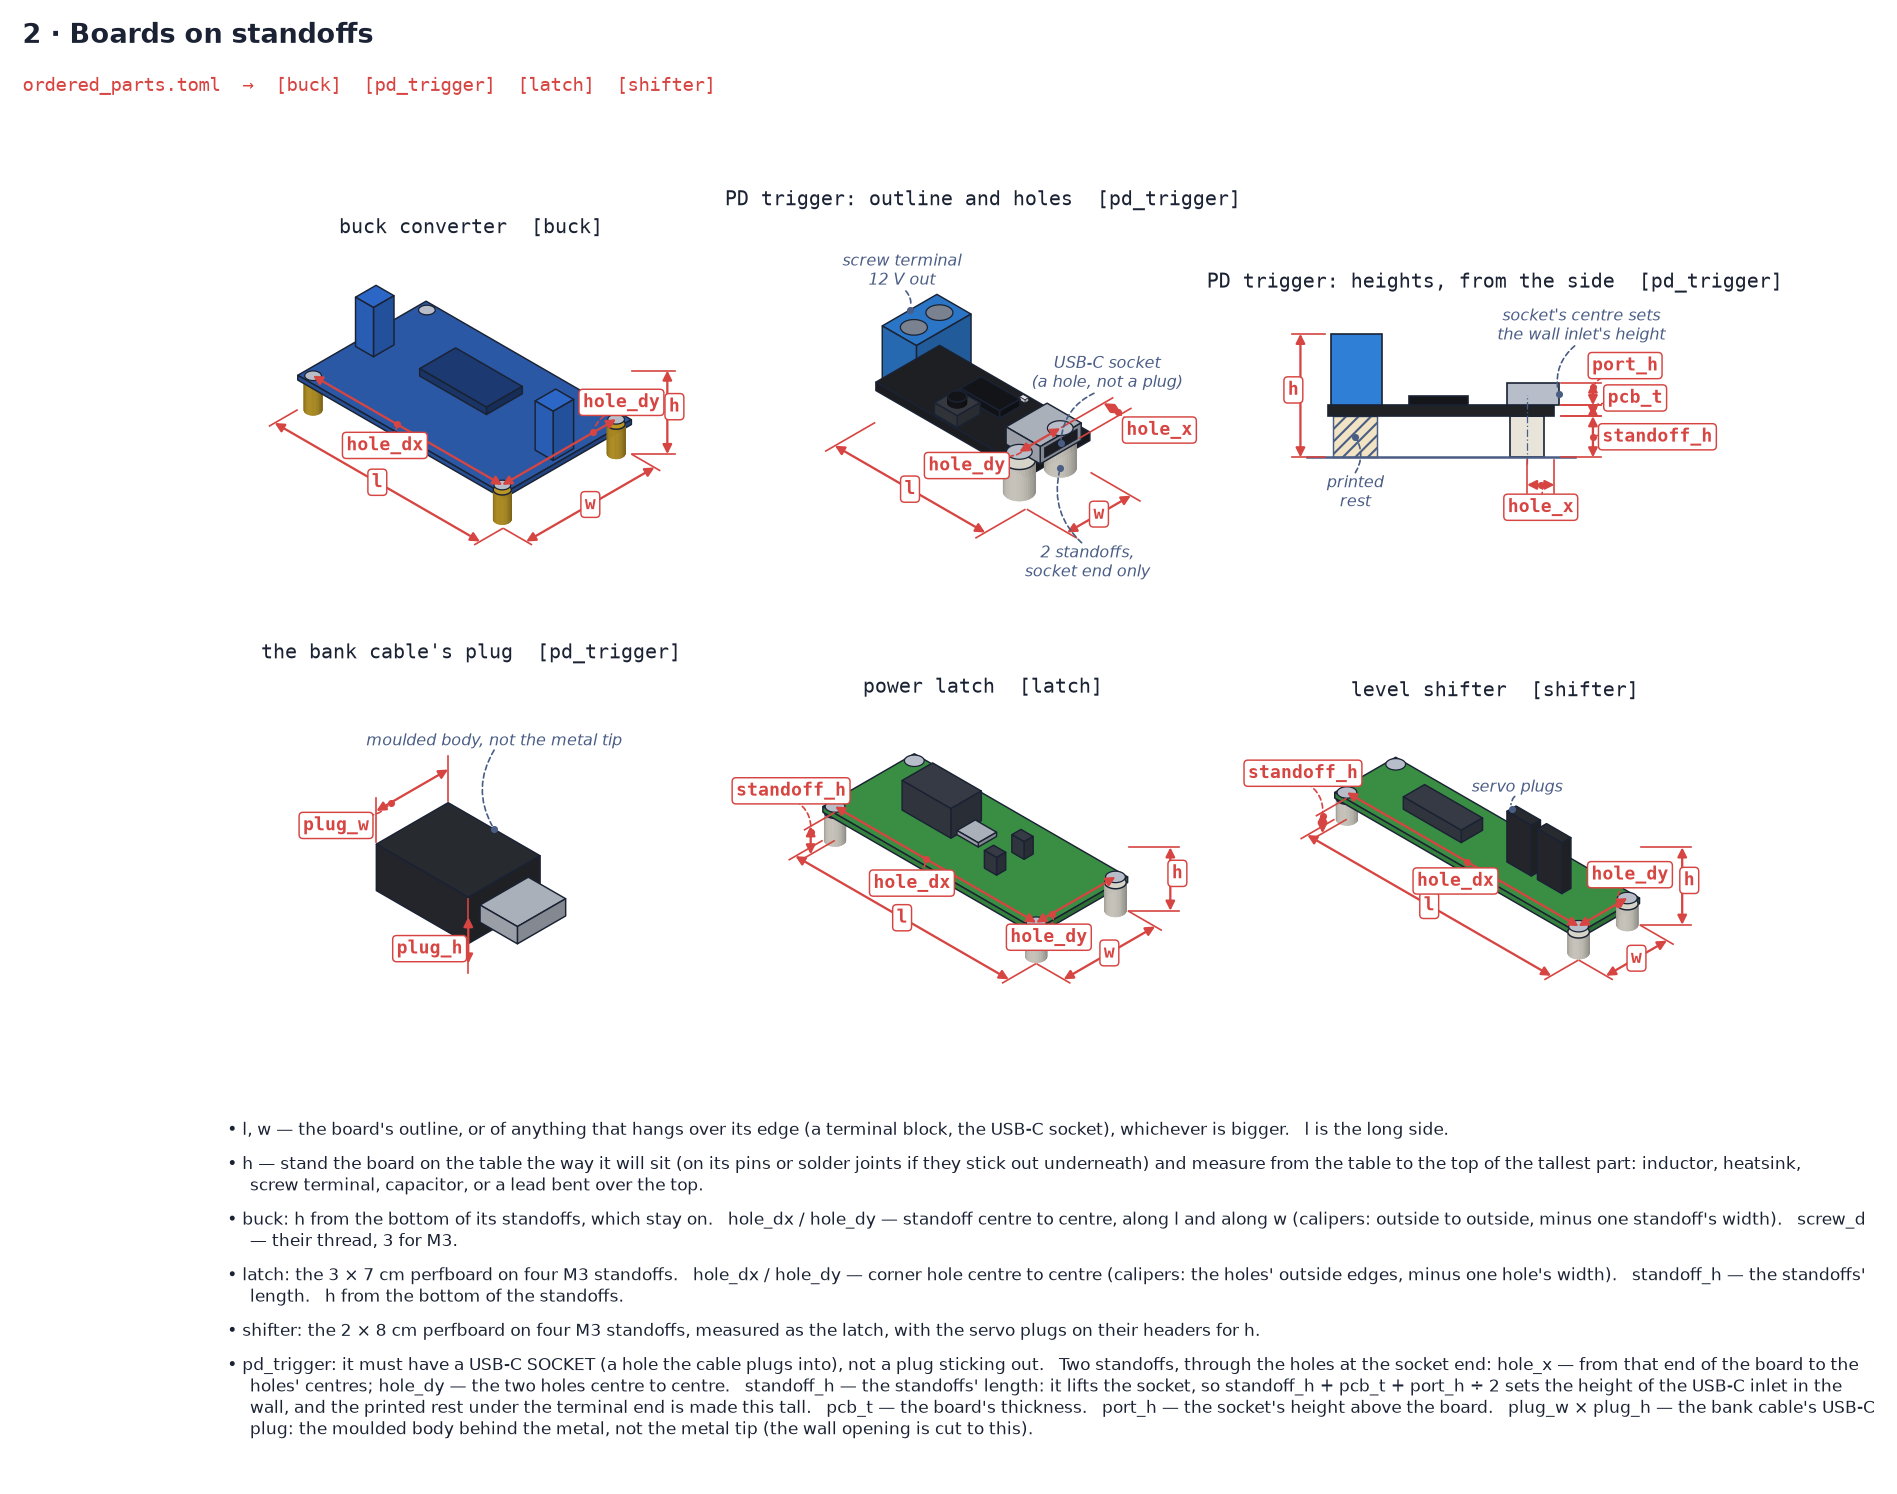 2 · Boards on standoffs
ordered_parts.toml → [buck] [pd_trigger] [latch] [shifter]
PD trigger: outline and holes [pd_trigger]
buck converter [buck]
screw terminal
12 V out
PD trigger: heights, from the side [pd_trigger]
socket's centre sets
the wall inlet's height
USB-C socket
(a hole, not a plug)
port_h
h
pcb_t
hole_dy
h
hole_x
standoff_h
hole_dx
hole_dy
l
l
printed
rest
w
w
hole_x
2 standoffs,
socket end only
the bank cable's plug [pd_trigger]
power latch [latch]
level shifter [shifter]
moulded body, not the metal tip
standoff_h
standoff_h
servo plugs
plug_w
hole_dx
h
hole_dx
hole_dy
h
l
l
plug_h
hole_dy
w
w
• l, w — the board's outline, or of anything that hangs over its edge (a terminal block, the USB-C socket), whichever is bigger. l is the long side.
• h — stand the board on the table the way it will sit (on its pins or solder joints if they stick out underneath) and measure from the table to the top of the tallest part: inductor, heatsink,
screw terminal, capacitor, or a lead bent over the top.
• buck: h from the bottom of its standoffs, which stay on. hole_dx / hole_dy — standoff centre to centre, along l and along w (calipers: outside to outside, minus one standoff's width). screw_d
— their thread, 3 for M3.
• latch: the 3 × 7 cm perfboard on four M3 standoffs. hole_dx / hole_dy — corner hole centre to centre (calipers: the holes' outside edges, minus one hole's width). standoff_h — the standoffs'
length. h from the bottom of the standoffs.
• shifter: the 2 × 8 cm perfboard on four M3 standoffs, measured as the latch, with the servo plugs on their headers for h.
• pd_trigger: it must have a USB-C SOCKET (a hole the cable plugs into), not a plug sticking out. Two standoffs, through the holes at the socket end: hole_x — from that end of the board to the
holes' centres; hole_dy — the two holes centre to centre. standoff_h — the standoffs' length: it lifts the socket, so standoff_h + pcb_t + port_h ÷ 2 sets the height of the USB-C inlet in the
wall, and the printed rest under the terminal end is made this tall. pcb_t — the board's thickness. port_h — the socket's height above the board. plug_w × plug_h — the bank cable's USB-C
plug: the moulded body behind the metal, not the metal tip (the wall opening is cut to this).